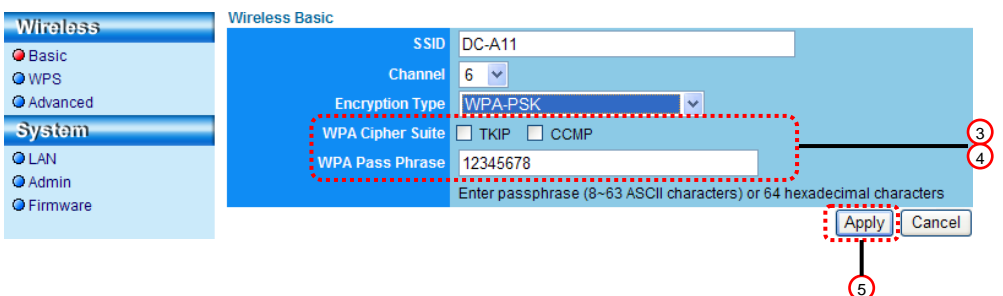 Wireless
Basic
WPS
Advanced
System
LAN
Admin
Firmware
Wireless Basic
SSID DC-A11
Channel 6
Encryption Type WPA-PSK
WPA Cipher Suite TKIP CCMP
WPA Pass Phrase 12345678
Enter passphrase (8~63 ASCII characters) or 64 hexadecimal characters
Apply Cancel
3
4
5